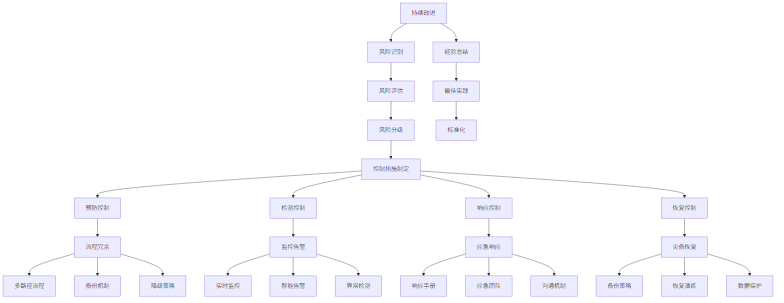 持续改进
风险识别
经验总结
风险评估
最佳实践
风险分级
标准化
控制措施制定
预防控制
检测控制
响应控制
恢复控制
流程冗余
监控告警
应急响应
灾备恢复
多路径流程
备份机制
降级策略
实时监控
智能告警
异常检测
响应手册
应急团队
沟通机制
备份策略
恢复演练
数据保护